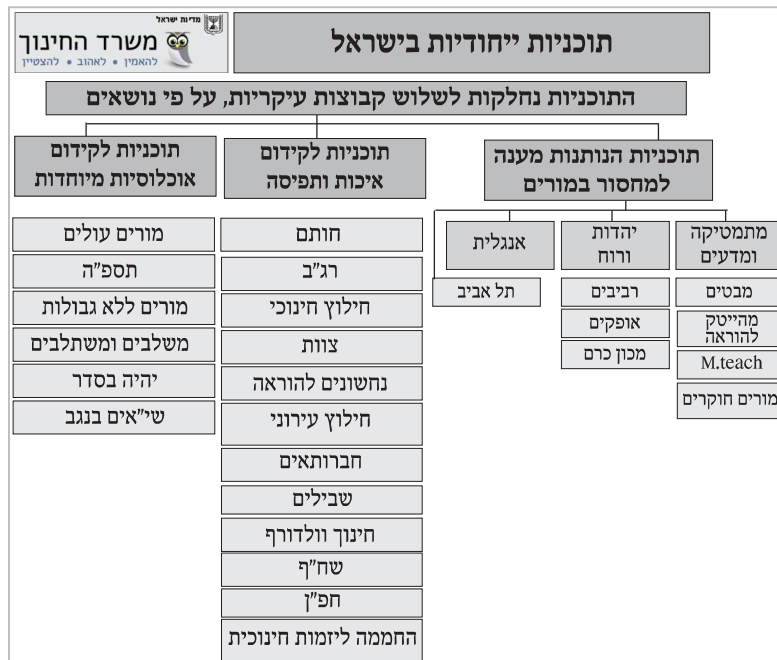 מדינת ישראל
משרד החינוך
להאמין • לאהוב • להצטיין
תוכניות ייחודיות בישראל
התוכניות נחלקות לשלוש קבוצות עיקריות, על פי נושאים
תוכניות הנותנות מענה
למחסור במורים
מתמטיקה
ומדעים
מבטים
מהייטק
להוראה
M.teach
מורים חוקרים
יהדות
ורוח
רביבים
אופקים
מכון כרם
אנגלית
תל אביב
תוכניות לקידום
איכות ותפיסה
חותם
רג"ב
חילוץ חינוכי
צוות
נחשונים להוראה
חילוץ עירוני
חברותאים
שבילים
חינוך וולדורף
שח"ף
חפ"ן
החממה ליזמות חינוכית
תוכניות לקידום
אוכלוסיות מיוחדות
מורים עולים
תספ"ה
מורים ללא גבולות
משלבים ומשתלבים
יהיה בסדר
שי"אים בנגב